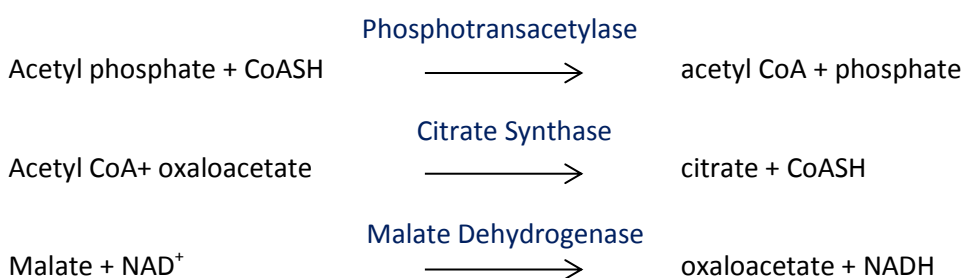 Phosphotransacetylase
Acetyl phosphate + CoASH acetyl CoA + phosphate
Citrate Synthase
Acetyl CoA+ oxaloacetate citrate + CoASH
Malate Dehydrogenase
Malate + NAD⁺ oxaloacetate + NADH